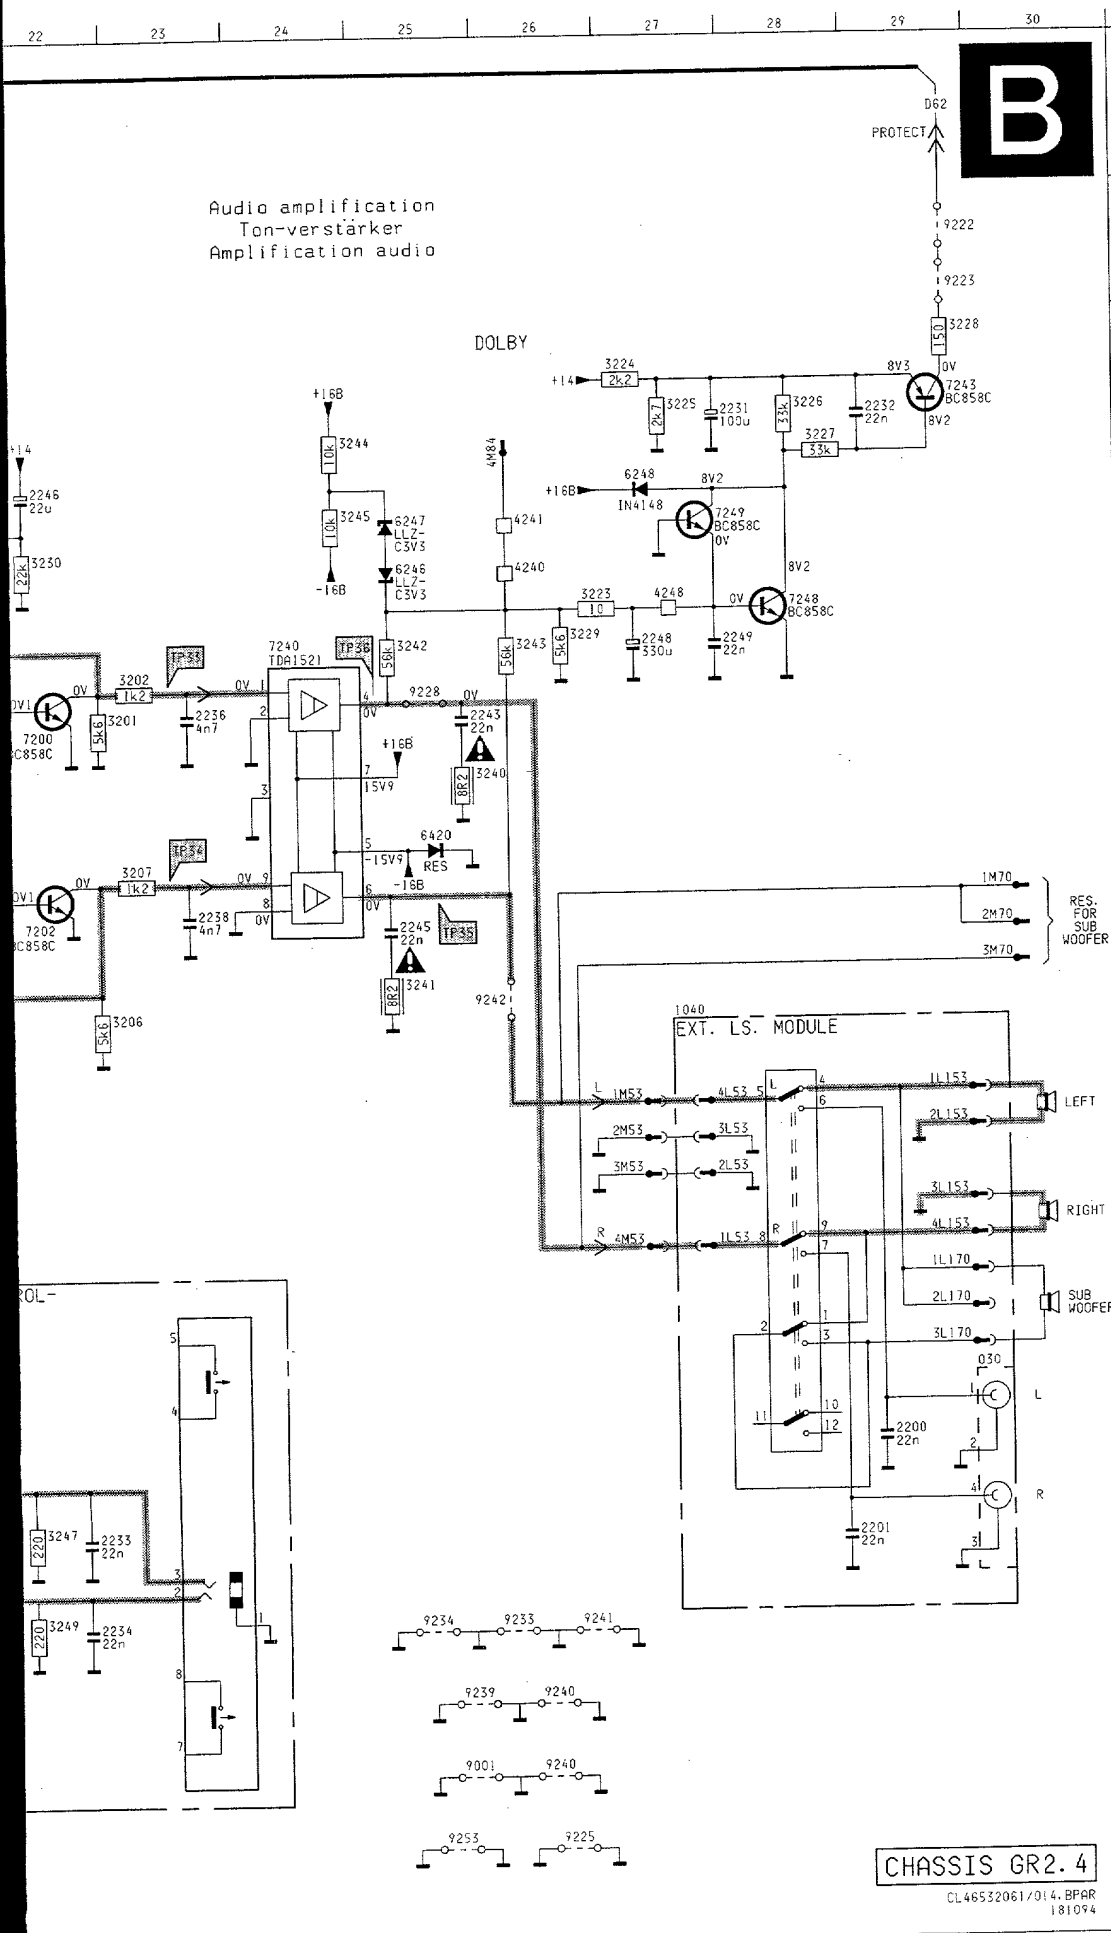 22 23 24 25 26 27 28 29 30
B
D62
PROTECT
Audio amplification
Ton-verstärker
Amplification audio
9222
9223
DOLBY
3228
150
0V
8V3
7243
BC858C
8V2
+14
3224
2k2
3225
2k7
2231
100u
3226
33k
2232
22n
3227
33k
+16B
3244
10k
3245
10k
-16B
6247
LLZ-
C3V3
6246
LLZ-
C3V3
4M84
4241
4240
+16B
6248
IN4148
8V2
7249
BC858C
0V
8V2
+14
2246
22u
3230
22k
3223
10
4248
0V
7248
BC858C
3242
56k
3243
56k
3229
5k6
2248
330u
2249
22n
TP33
7240
TDA1521
TP36
3202
1k2
0V
0V
1
4
0V
9228
0V
0V1
7200
BC858C
3201
5k6
2236
4n7
2
2243
22n
+16B
7
15V9
3240
8R2
3
5
-15V9
6420
RES
-16B
TP34
3207
1k2
0V
0V
9
6
0V
8
0V
0V1
7202
BC858C
2238
4n7
2245
22n
TP35
3241
8R2
3206
5k6
9242
1M70
2M70
3M70
RES.
FOR
SUB
WOOFER
1040
EXT. LS. MODULE
L
1M53
4L53
5
L
4
6
1L153
2L153
LEFT
2M53
3L53
3M53
2L53
3L153
4L153
RIGHT
R
4M53
1L53
8
R
9
7
1L170
2L170
3L170
SUB
WOOFER
2
1
3
030
1
L
2
11
10
12
2200
22n
4
R
3
2201
22n
ROL-
5
4
3247
220
2233
22n
3
2
1
3249
220
2234
22n
8
7
9234
9233
9241
9239
9240
9001
9240
9253
9225
CHASSIS GR2.4
CL46532061/014.BPAR
181094